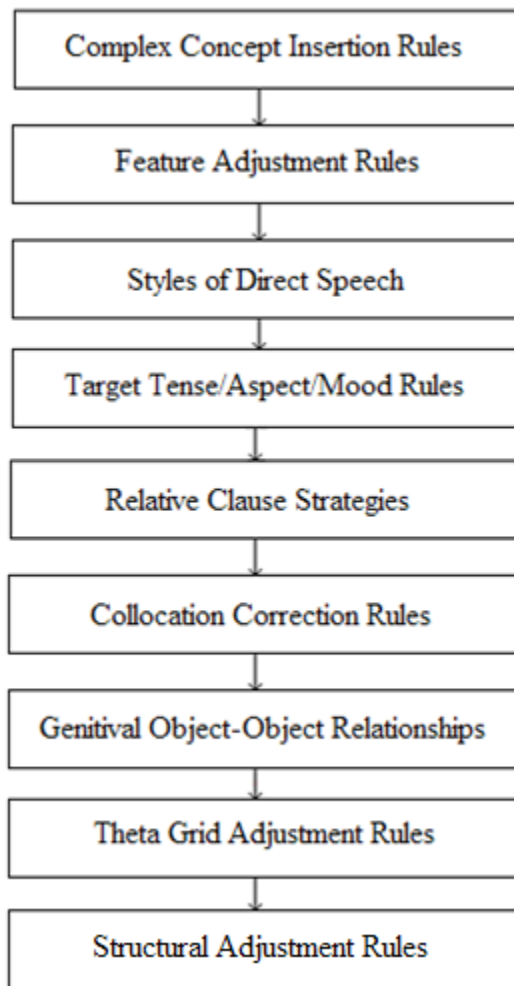 Complex Concept Insertion Rules
Feature Adjustment Rules
Styles of Direct Speech
Target Tense/Aspect/Mood Rules
Relative Clause Strategies
Collocation Correction Rules
Genitival Object-Object Relationships
Theta Grid Adjustment Rules
Structural Adjustment Rules